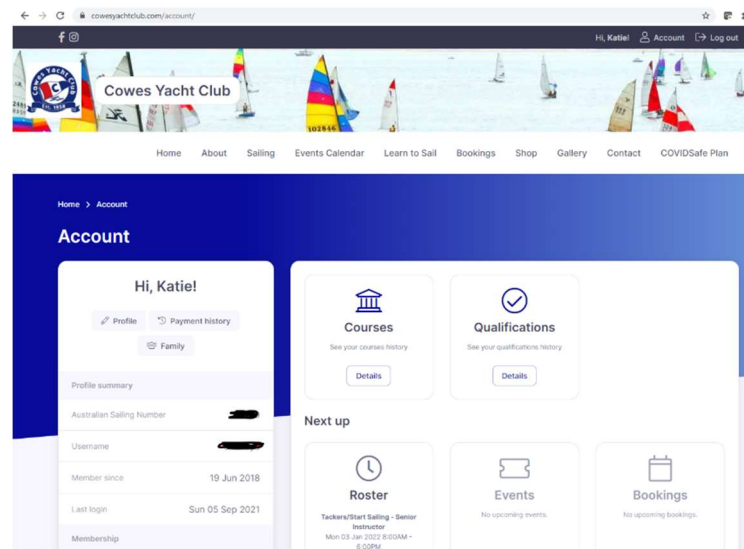 cowesyachtclub.com/account/
Hi, Katie! Account Log out
Cowes Yacht Club
102846
Home About Sailing Events Calendar Learn to Sail Bookings Shop Gallery Contact COVIDSafe Plan
Home > Account
Account
Hi, Katie!
Profile Payment history
Family
Profile summary
Australian Sailing Number
Username
Member since 19 Jun 2018
Last login Sun 05 Sep 2021
Membership
Courses
See your courses history
Details
Qualifications
See your qualifications history
Details
Next up
Roster
Tackers/Start Sailing - Senior
Instructor
Mon 03 Jan 2022 8:00AM -
6:00PM
Events
No upcoming events.
Bookings
No upcoming bookings.